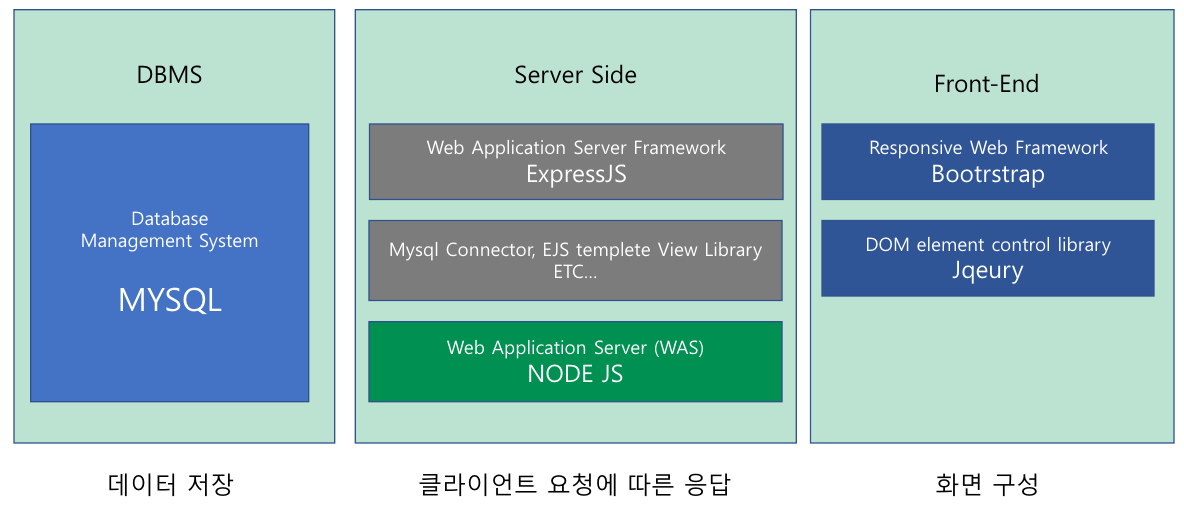 DBMS
Database
Management System
MYSQL
데이터 저장
Server Side
Web Application Server Framework
ExpressJS
Mysql Connector, EJS templete View Library
ETC...
Web Application Server (WAS)
NODE JS
클라이언트 요청에 따른 응답
Front-End
Responsive Web Framework
Bootrstrap
DOM element control library
Jqeury
화면 구성